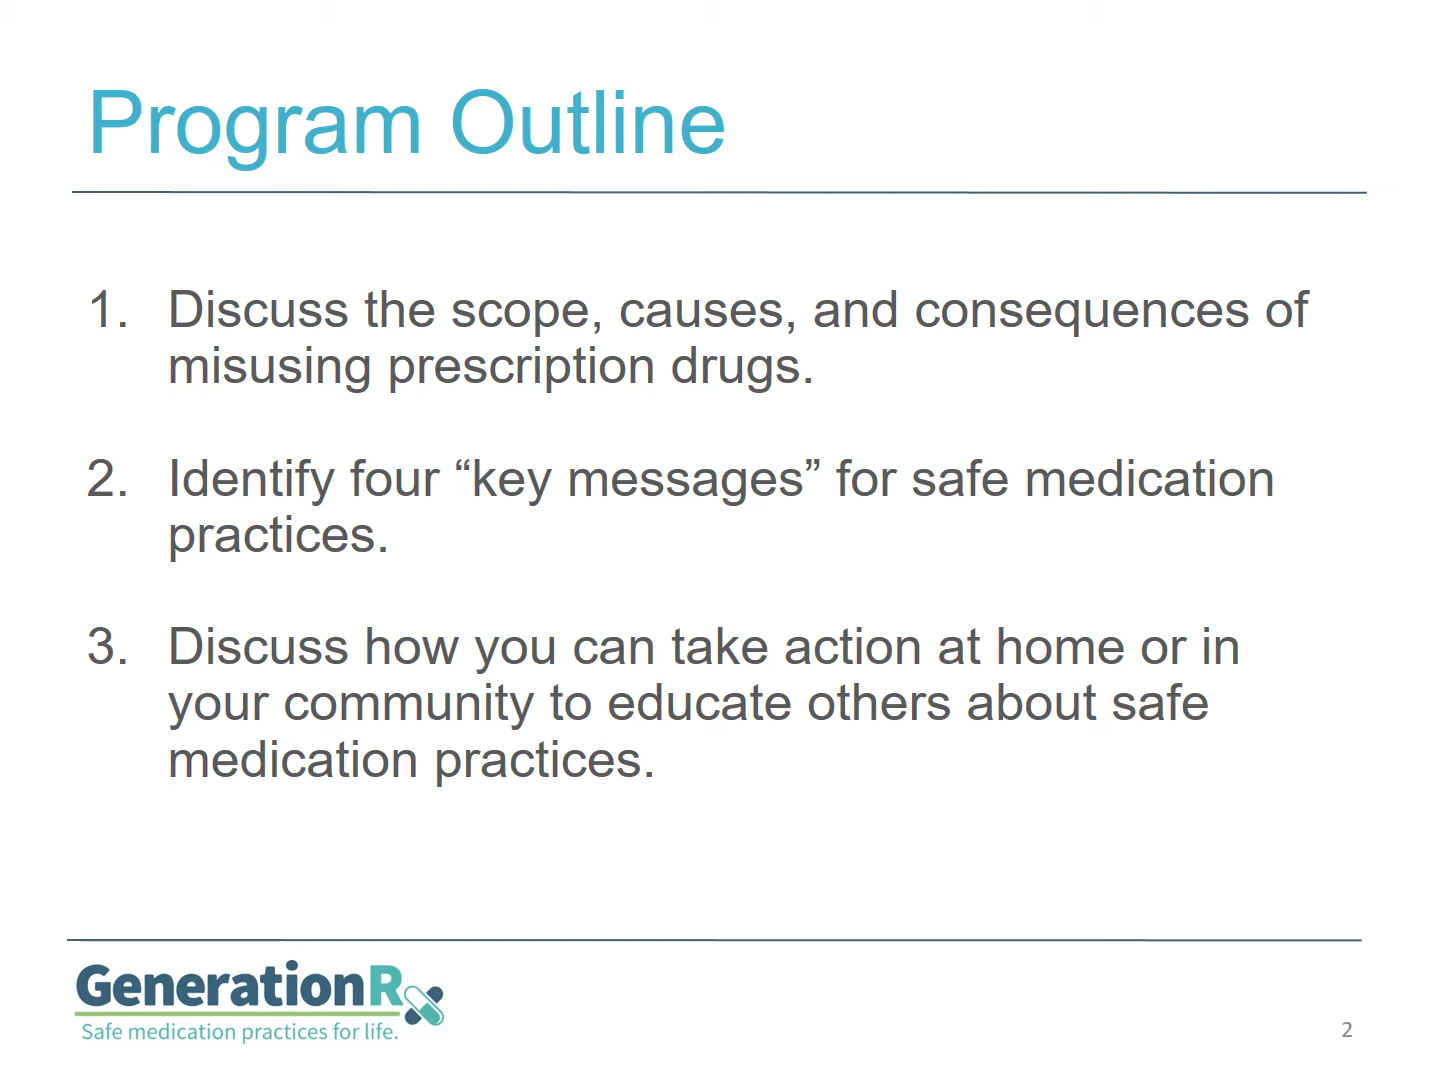 Program Outline
1. Discuss the scope, causes, and consequences of
misusing prescription drugs.
2. Identify four “key messages” for safe medication
practices.
3. Discuss how you can take action at home or in
your community to educate others about safe
medication practices.
GenerationRx
Safe medication practices for life.
2